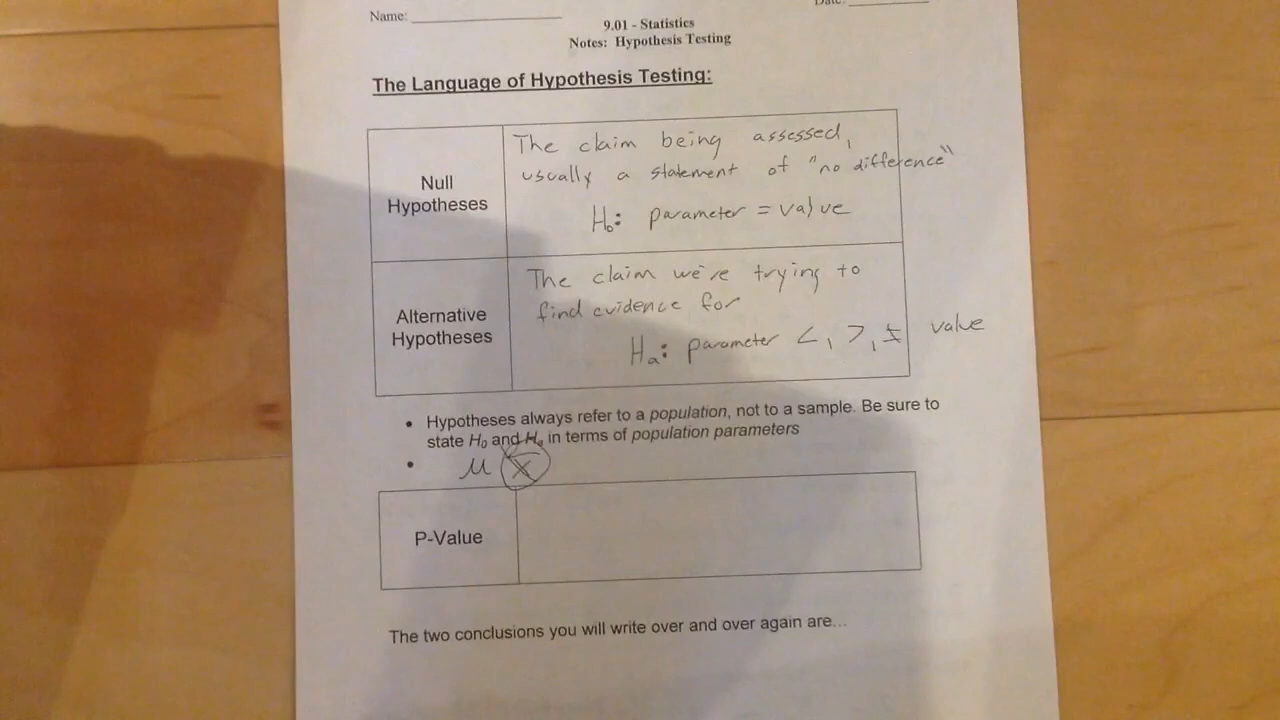 Name:
Date:
9.01 - Statistics
Notes: Hypothesis Testing
The Language of Hypothesis Testing:
Null
Hypotheses
The claim being assessed,
usually a statement of "no difference"
H₀: parameter = value
Alternative
Hypotheses
The claim we're trying to
find evidence for
Hₐ: parameter <, >, ≠ value
• Hypotheses always refer to a population, not to a sample. Be sure to
state H₀ and Hₐ in terms of population parameters
• μ x̄
P-Value
The two conclusions you will write over and over again are...